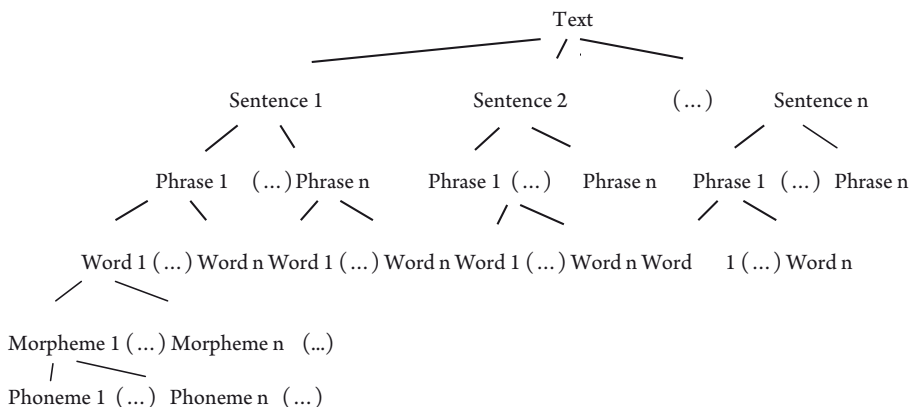 Text
Sentence 1 Sentence 2 (...) Sentence n
Phrase 1 (...) Phrase n Phrase 1 (...) Phrase n Phrase 1 (...) Phrase n
Word 1 (...) Word n Word 1 (...) Word n Word 1 (...) Word n Word 1 (...) Word n
Morpheme 1 (...) Morpheme n (...)
Phoneme 1 (...) Phoneme n (...)